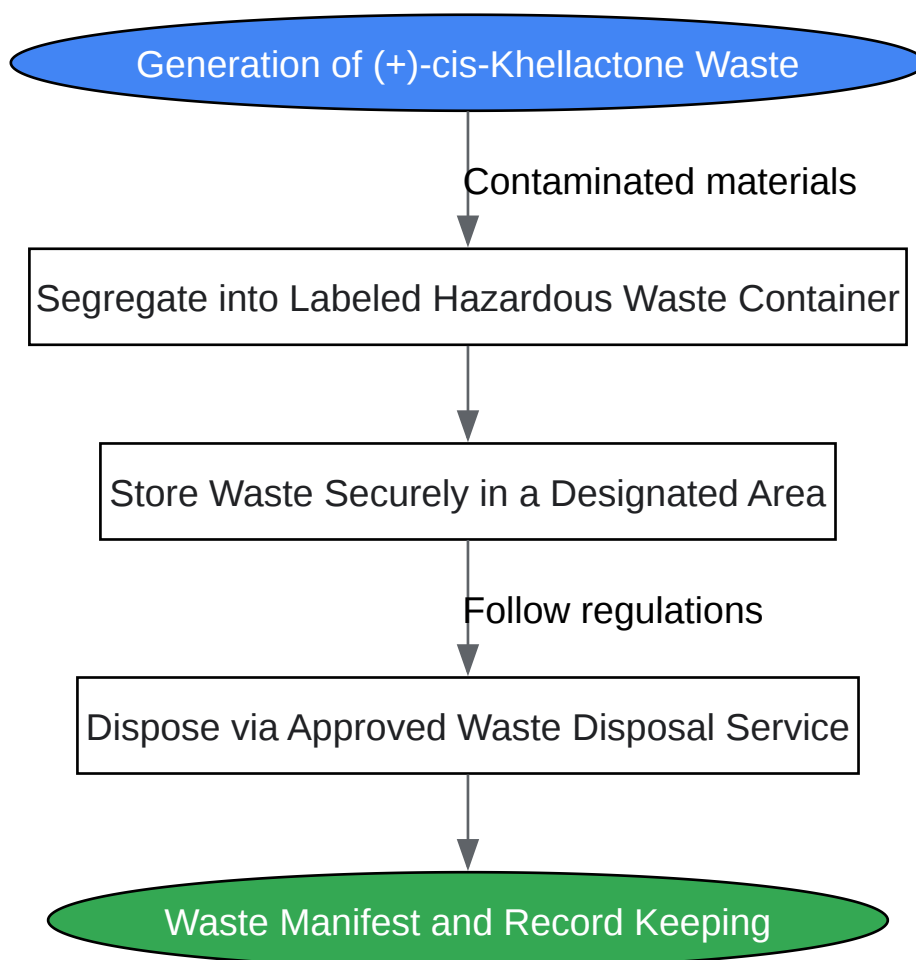 Generation of (+)-cis-Khellactone Waste
Contaminated materials
Segregate into Labeled Hazardous Waste Container
Store Waste Securely in a Designated Area
Follow regulations
Dispose via Approved Waste Disposal Service
Waste Manifest and Record Keeping